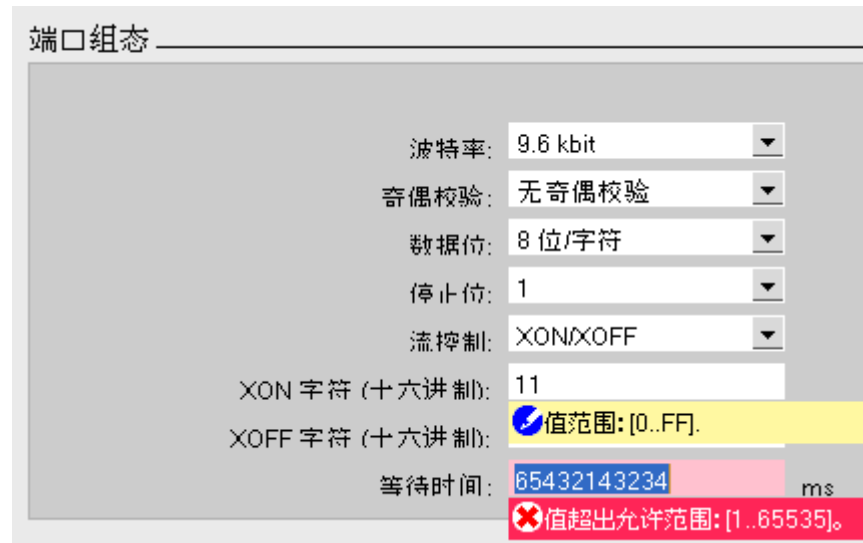 端口组态
波特率: 9.6 kbit
奇偶校验: 无奇偶校验
数据位: 8 位/字符
停止位: 1
流控制: XON/XOFF
XON 字符 (十六进制): 11
值范围: [0..FF].
XOFF 字符 (十六进制):
等待时间: 65432143234 ms
值超出允许范围: [1..65535]。